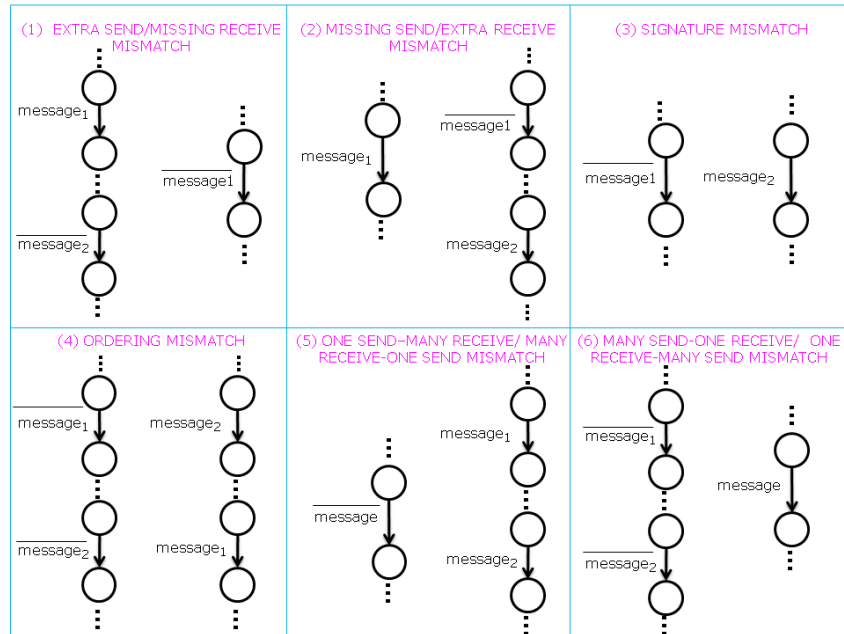 (1) EXTRA SEND/MISSING RECEIVE
MISMATCH
message₁
message1
message₂
(2) MISSING SEND/EXTRA RECEIVE
MISMATCH
message₁
message1
message₂
(3) SIGNATURE MISMATCH
message1
message₂
(4) ORDERING MISMATCH
message₁
message₂
message₂
message₁
(5) ONE SEND–MANY RECEIVE/ MANY
RECEIVE-ONE SEND MISMATCH
message
message₁
message₂
(6) MANY SEND-ONE RECEIVE/ ONE
RECEIVE-MANY SEND MISMATCH
message₁
message₂
message